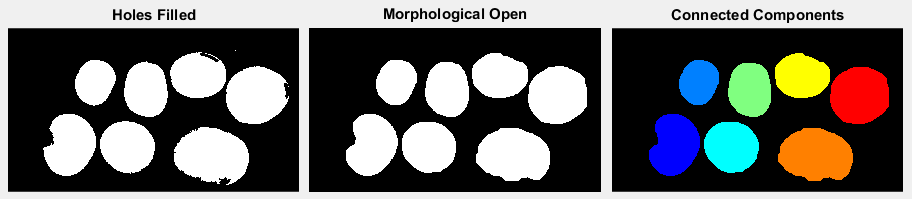 Holes Filled
Morphological Open
Connected Components